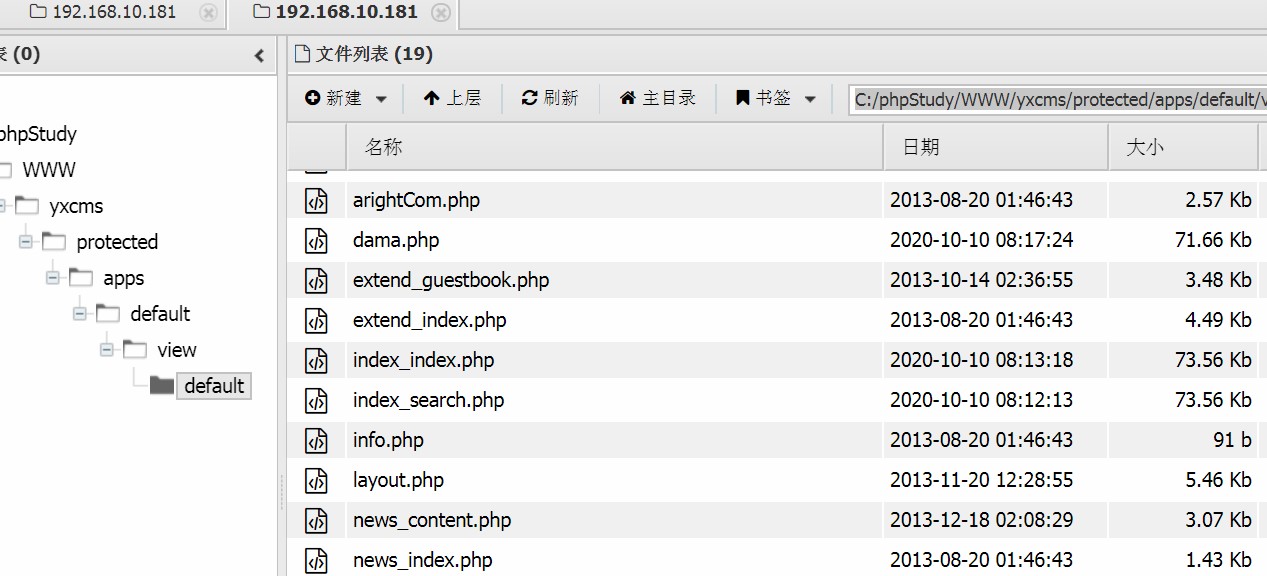 192.168.10.181
192.168.10.181
表 (0)
文件列表 (19)
新建
上层
刷新
主目录
书签
C:/phpStudy/WWW/yxcms/protected/apps/default/v
phpStudy
WWW
yxcms
protected
apps
default
view
default
名称 日期 大小
arightCom.php 2013-08-20 01:46:43 2.57 Kb
dama.php 2020-10-10 08:17:24 71.66 Kb
extend_guestbook.php 2013-10-14 02:36:55 3.48 Kb
extend_index.php 2013-08-20 01:46:43 4.49 Kb
index_index.php 2020-10-10 08:13:18 73.56 Kb
index_search.php 2020-10-10 08:12:13 73.56 Kb
info.php 2013-08-20 01:46:43 91 b
layout.php 2013-11-20 12:28:55 5.46 Kb
news_content.php 2013-12-18 02:08:29 3.07 Kb
news_index.php 2013-08-20 01:46:43 1.43 Kb